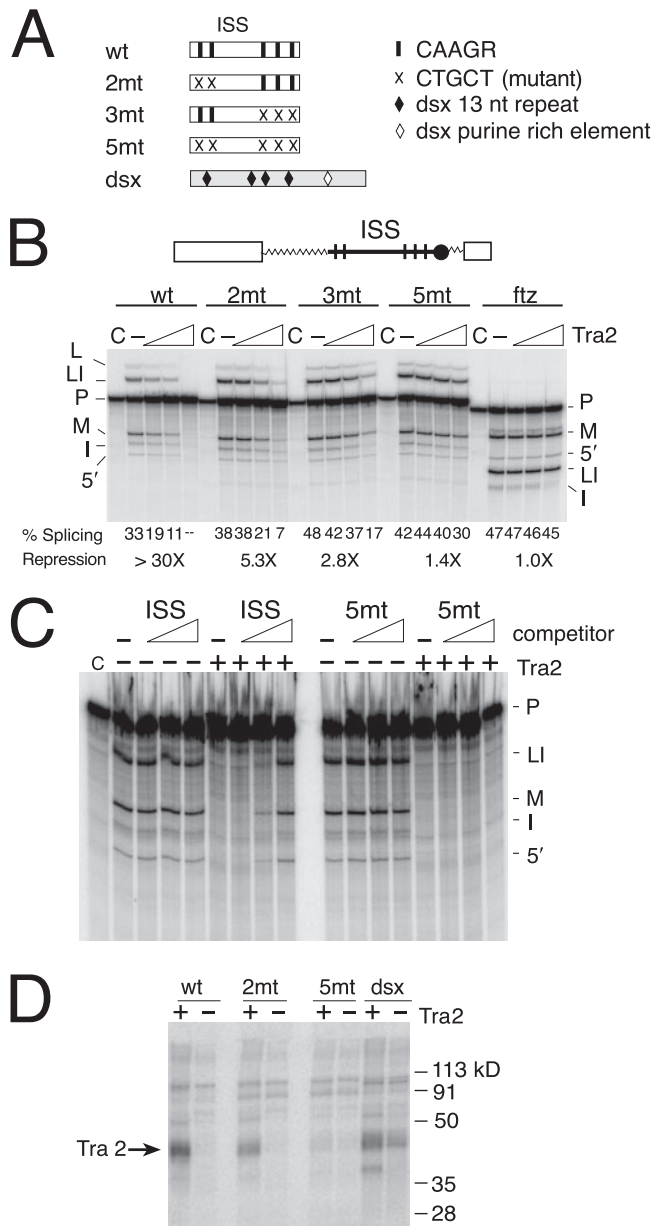 A
ISS
wt
2mt
3mt
5mt
dsx
CAAGR
x CTGCT (mutant)
dsx 13 nt repeat
dsx purine rich element
B
ISS
wt 2mt 3mt 5mt ftz
C – C – C – C – C – Tra2
L
LI
P
M
I
5′
P
M
5′
LI
I
% Splicing 33 19 11 -- 38 38 21 7 48 42 37 17 42 44 40 30 47 47 46 45
Repression > 30X 5.3X 2.8X 1.4X 1.0X
C
ISS ISS 5mt 5mt
– – – – competitor
C – – – – + + + + – – – – + + + + Tra2
P
LI
M
I
5′
D
wt 2mt 5mt dsx
+ – + – + – + – Tra2
113 kD
91
50
Tra 2
35
28